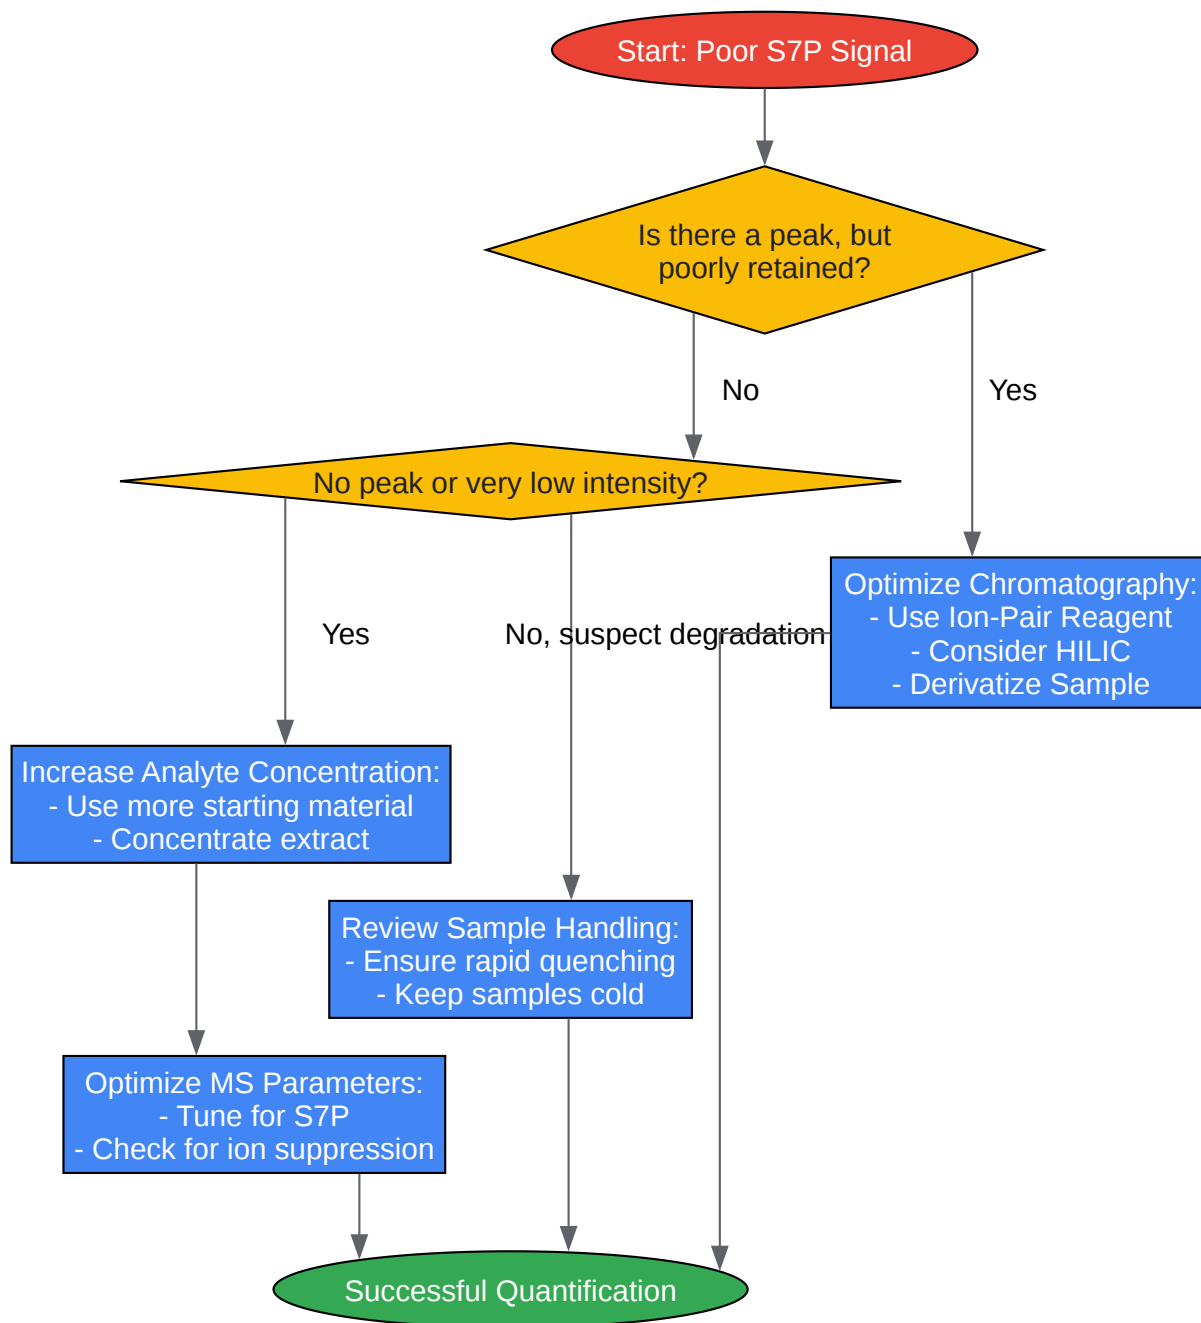 Start: Poor S7P Signal
Is there a peak, but
poorly retained?
No
Yes
No peak or very low intensity?
Optimize Chromatography:
- Use Ion-Pair Reagent
- Consider HILIC
- Derivatize Sample
Yes
No, suspect degradation
Increase Analyte Concentration:
- Use more starting material
- Concentrate extract
Review Sample Handling:
- Ensure rapid quenching
- Keep samples cold
Optimize MS Parameters:
- Tune for S7P
- Check for ion suppression
Successful Quantification